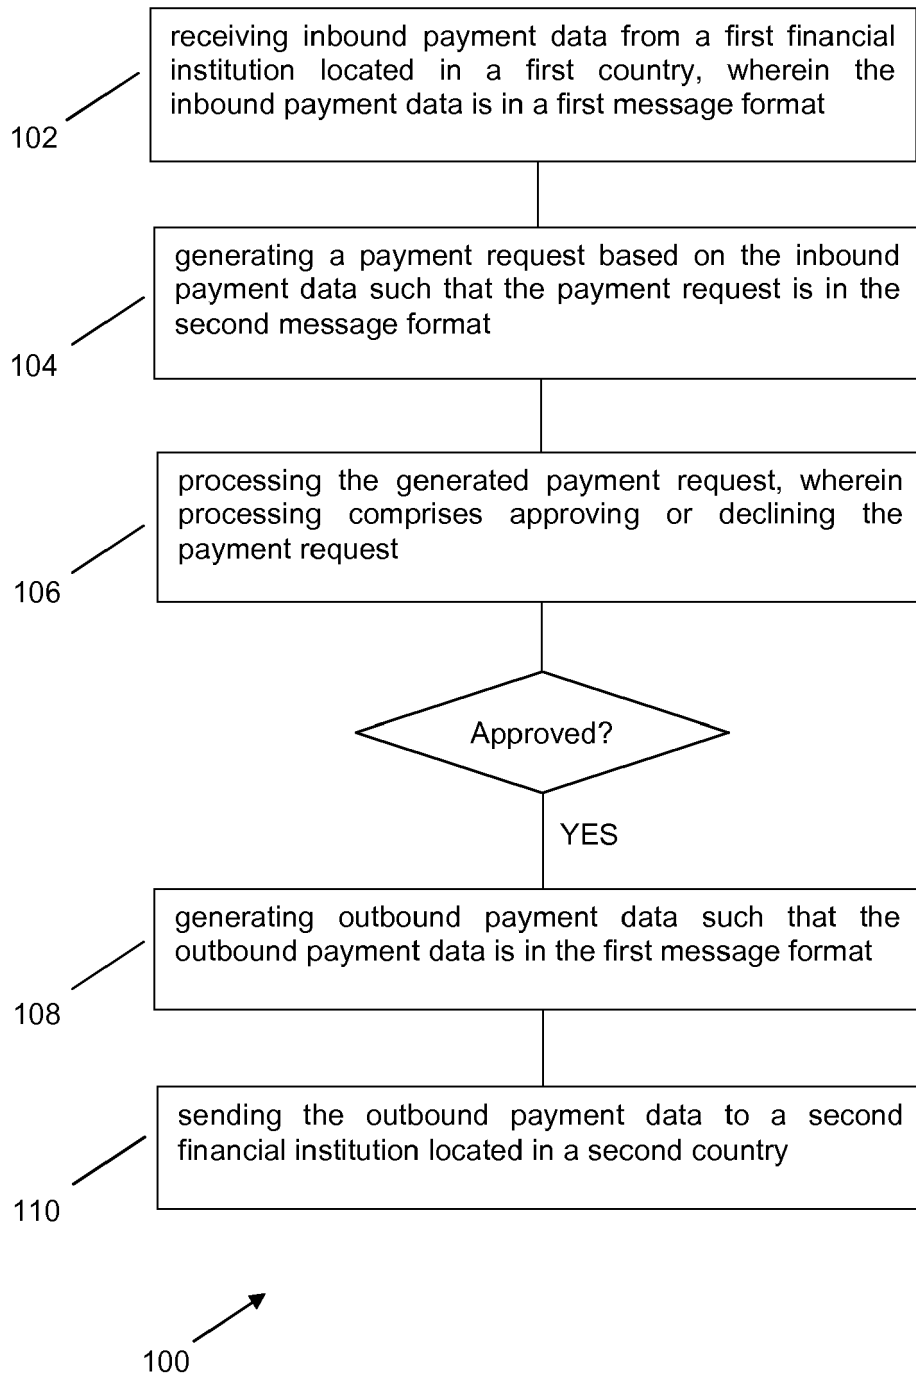 receiving inbound payment data from a first financial
institution located in a first country, wherein the
inbound payment data is in a first message format
102
generating a payment request based on the inbound
payment data such that the payment request is in the
second message format
104
processing the generated payment request, wherein
processing comprises approving or declining the
payment request
106
Approved?
YES
generating outbound payment data such that the
outbound payment data is in the first message format
108
sending the outbound payment data to a second
financial institution located in a second country
110
100